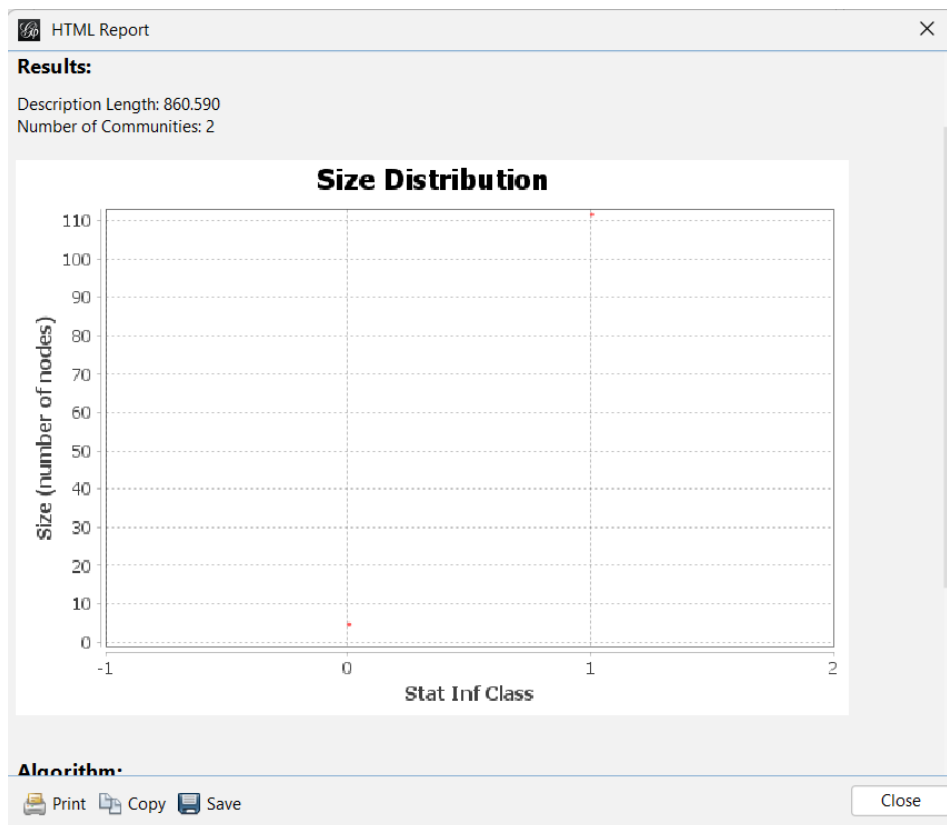 HTML Report
Results:
Description Length: 860.590
Number of Communities: 2
Size Distribution
110
100
90
80
70
60
50
40
30
20
10
0
Size (number of nodes)
-1 0 1 2
Stat Inf Class
Algorithm:
Print Copy Save Close